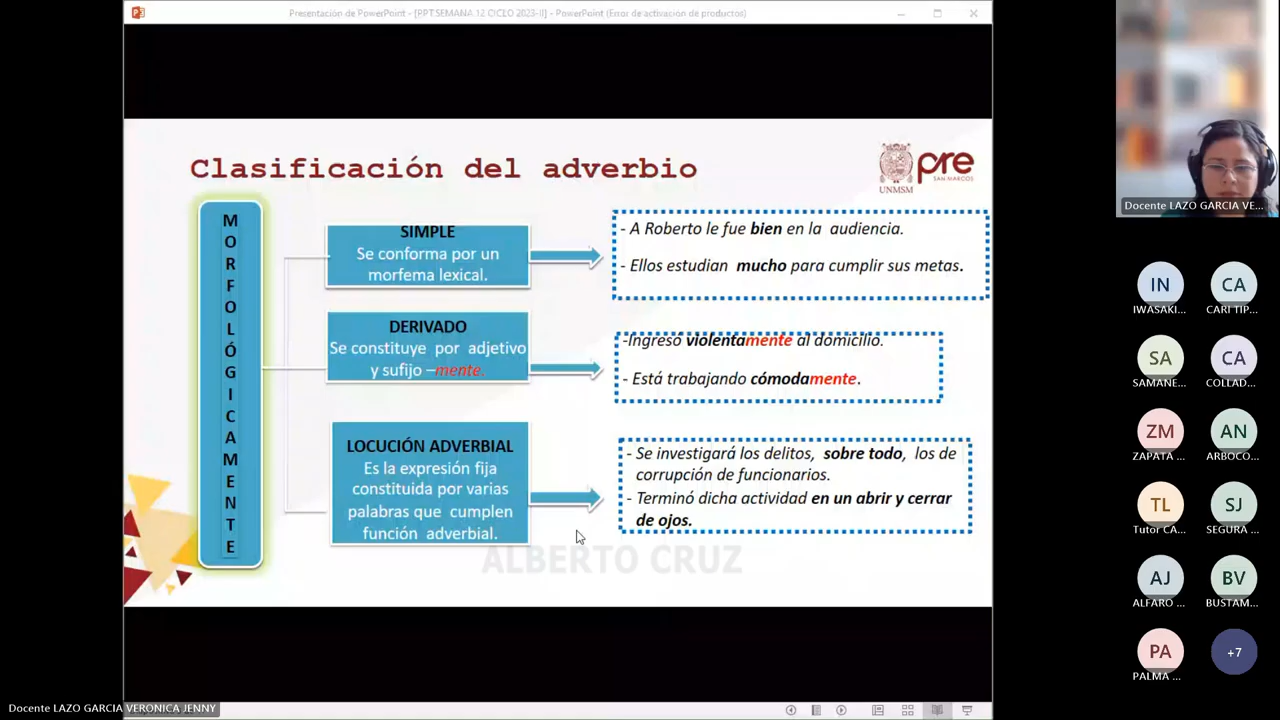 Presentación de PowerPoint - [PPT.SEMANA 12 CICLO 2023-II] - PowerPoint (Error de activación de productos)
Clasificación del adverbio
UNMSM
pre
SAN MARCOS
MORFOLÓGICAMENTE
SIMPLE
Se conforma por un
morfema lexical.
- A Roberto le fue bien en la audiencia.
- Ellos estudian mucho para cumplir sus metas.
DERIVADO
Se constituye por adjetivo
y sufijo –mente.
-Ingresó violentamente al domicilio.
- Está trabajando cómodamente.
LOCUCIÓN ADVERBIAL
Es la expresión fija
constituida por varias
palabras que cumplen
función adverbial.
- Se investigará los delitos, sobre todo, los de
corrupción de funcionarios.
- Terminó dicha actividad en un abrir y cerrar
de ojos.
ALBERTO CRUZ
Docente LAZO GARCIA VERONICA JENNY
Docente LAZO GARCIA VE...
IN
CA
IWASAKI...
CARI TIP...
SA
CA
SAMANE...
COLLAD...
ZM
AN
ZAPATA ...
ARBOCO...
TL
SJ
Tutor CA...
SEGURA ...
AJ
BV
ALFARO ...
BUSTAM...
PA
+7
PALMA ...